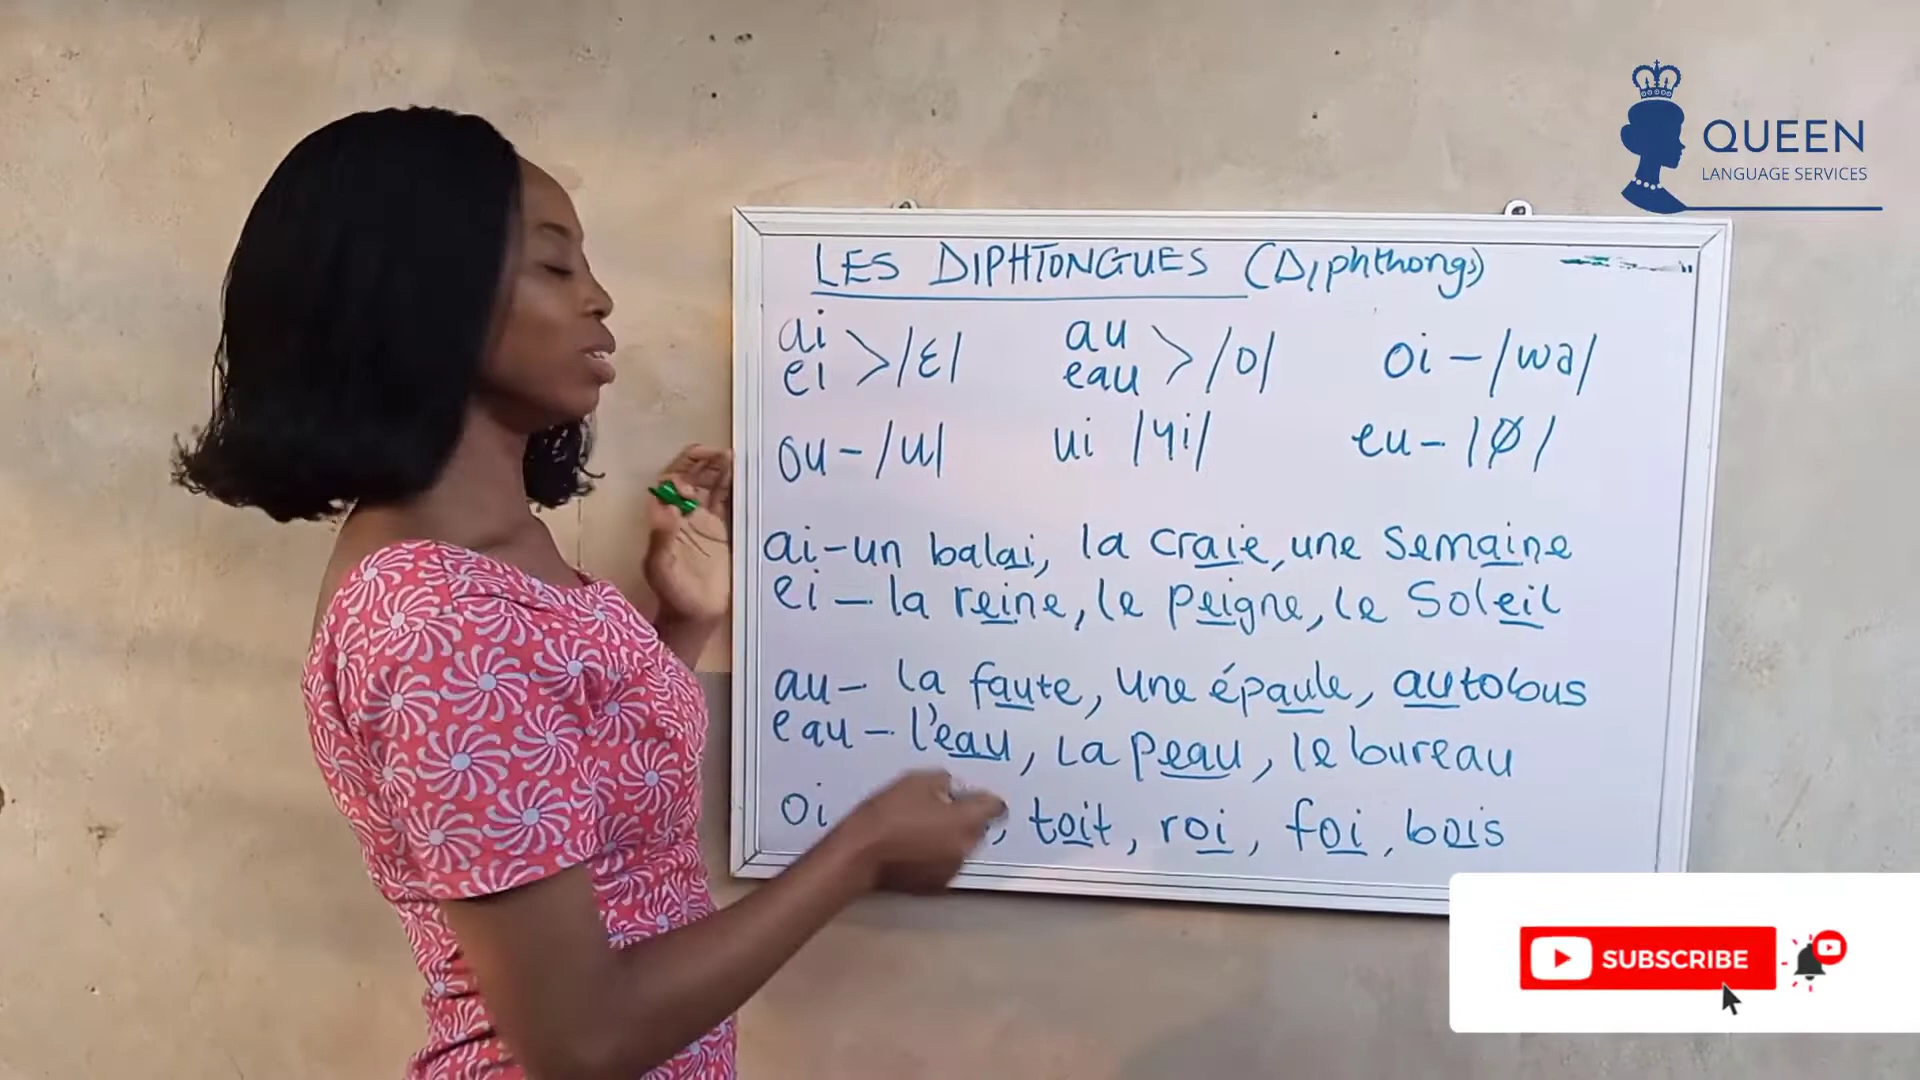 QUEEN
LANGUAGE SERVICES
LES DIPHTONGUES (Diphthongs)
ai
ei >/ɛ/
au
eau >/o/
oi – /wa/
ou – /u/
ui /ɥi/
eu – /ø/
ai – un balai, la craie, une semaine
ei – la reine, le peigne, le soleil
au – la faute, une épaule, autobus
eau – l'eau, la peau, le bureau
oi , toit, roi, foi, bois
SUBSCRIBE